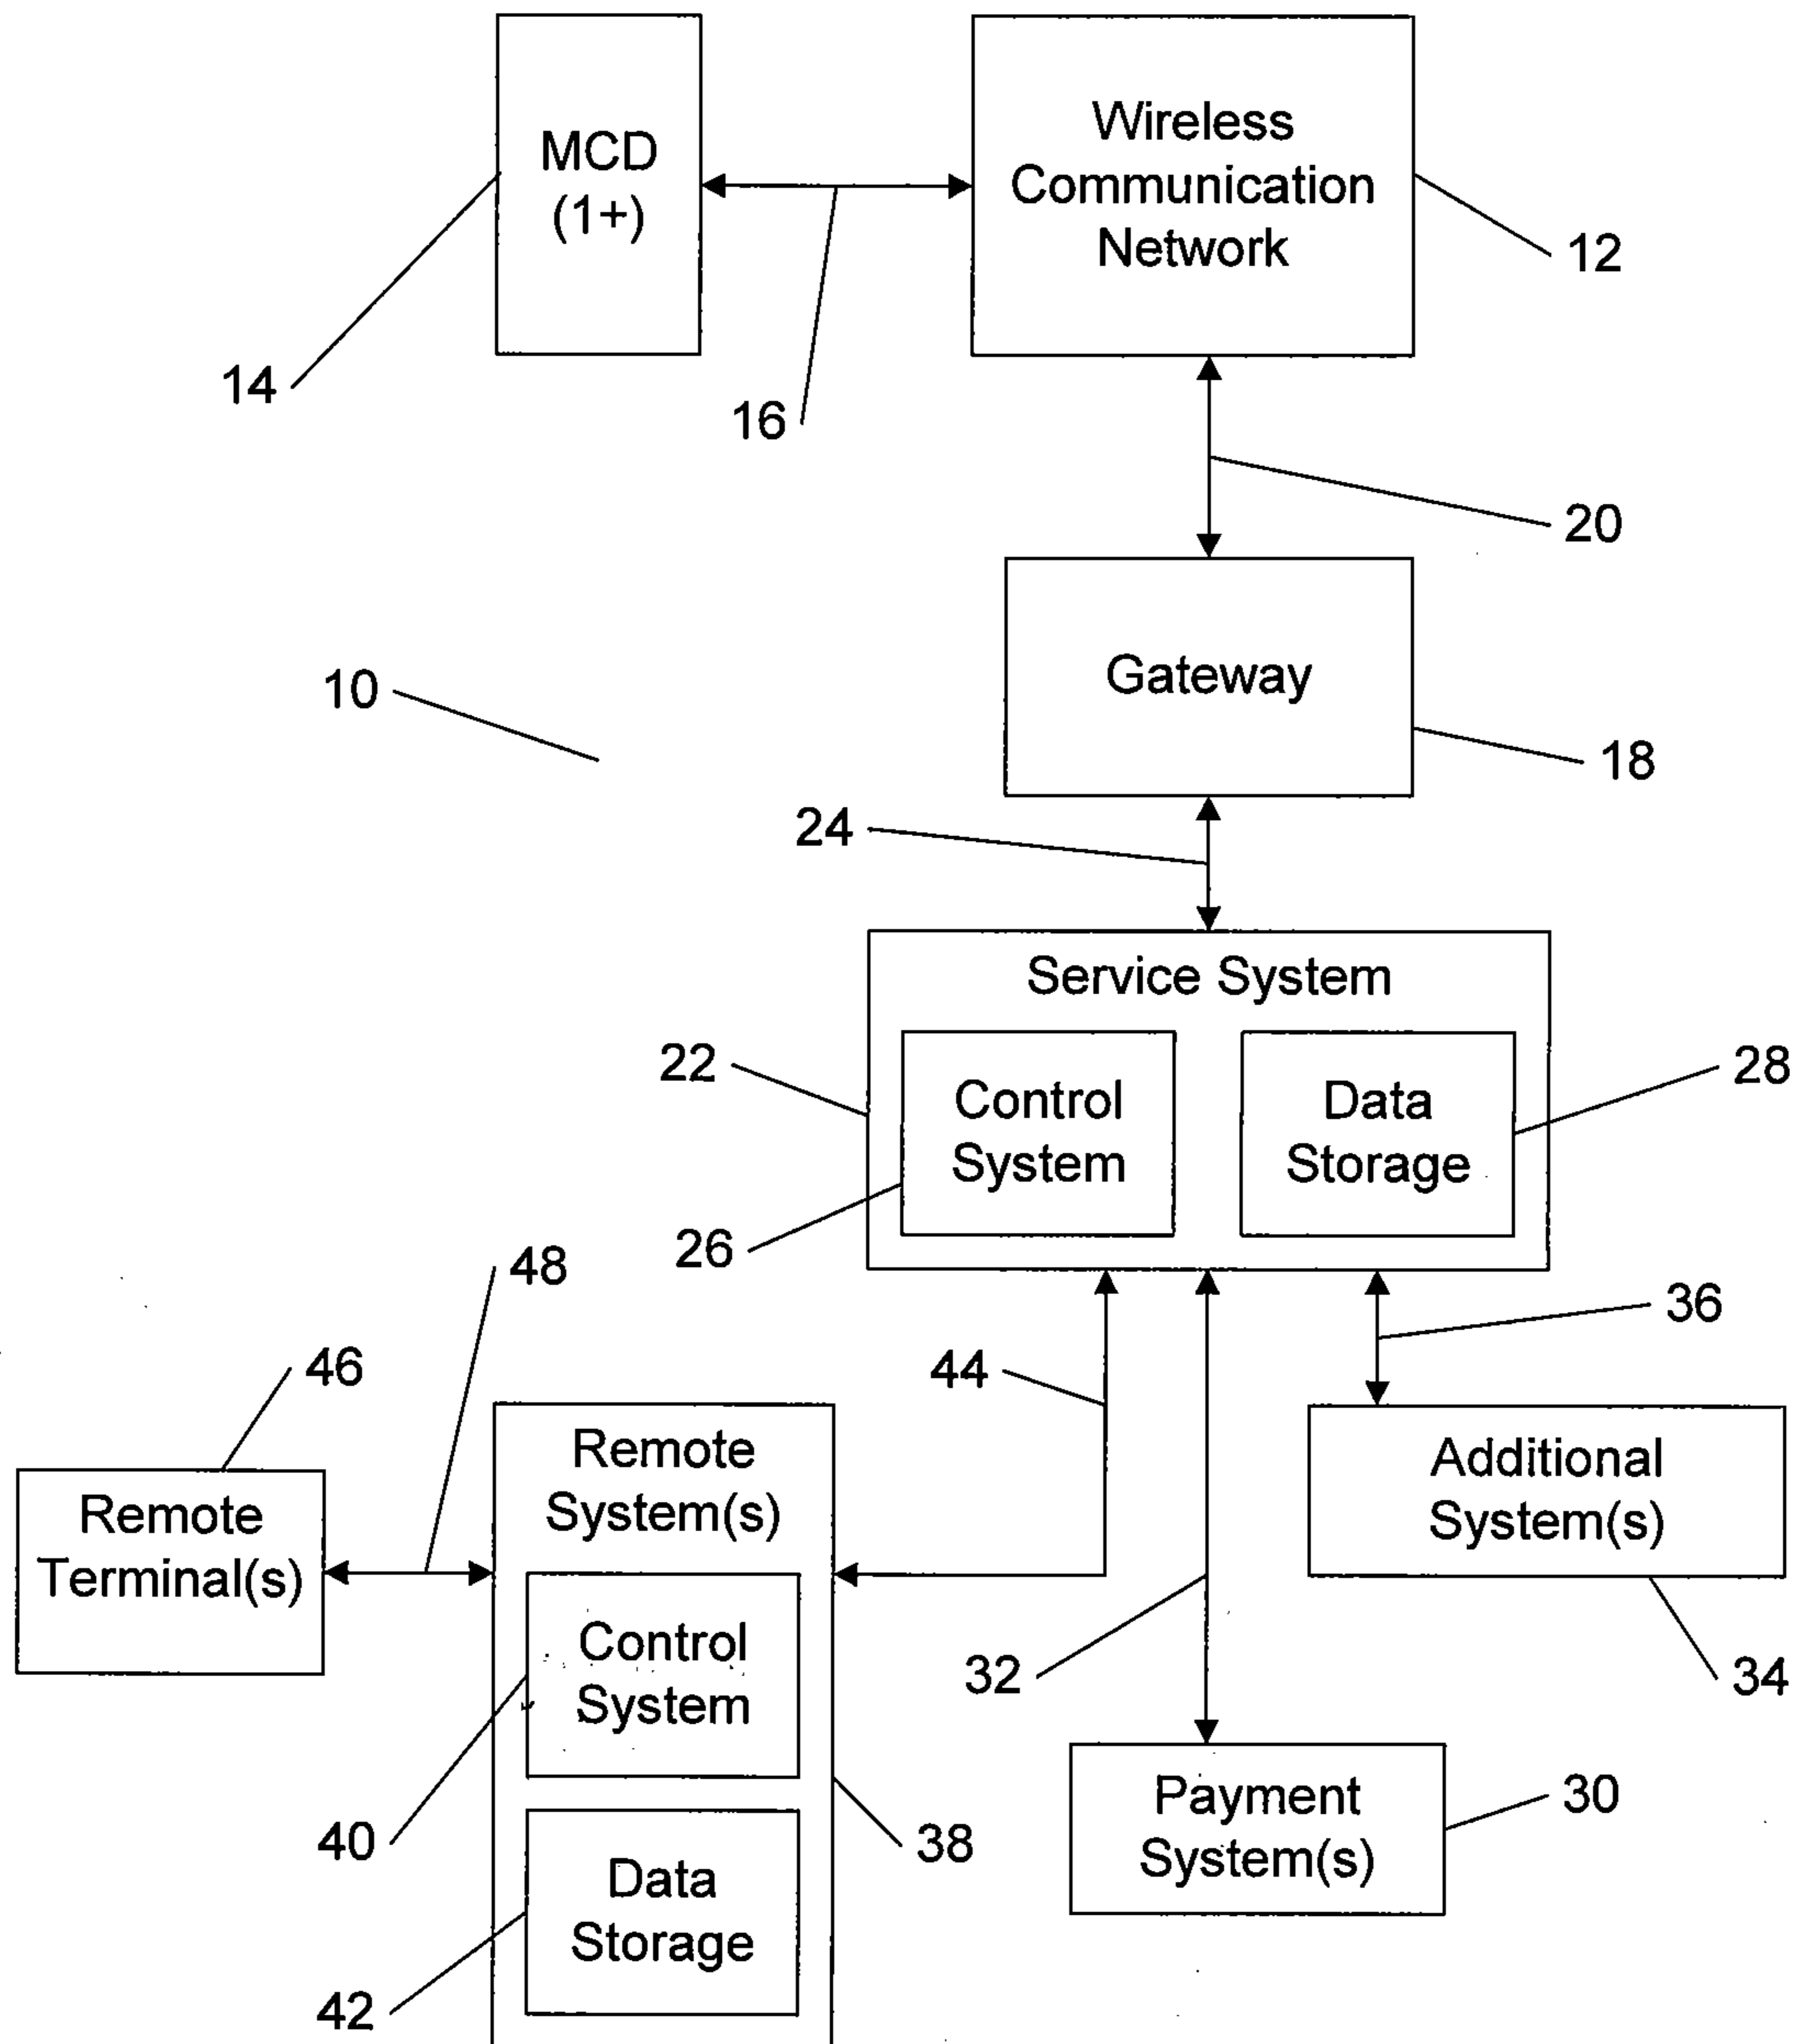 MCD
(1+)
Wireless
Communication
Network
12
14
16
20
Gateway
10
18
24
Service System
22
28
Control
System
Data
Storage
26
48
36
46
44
Remote
System(s)
Additional
System(s)
Remote
Terminal(s)
Control
System
32
34
Payment
System(s)
30
40
38
Data
Storage
42